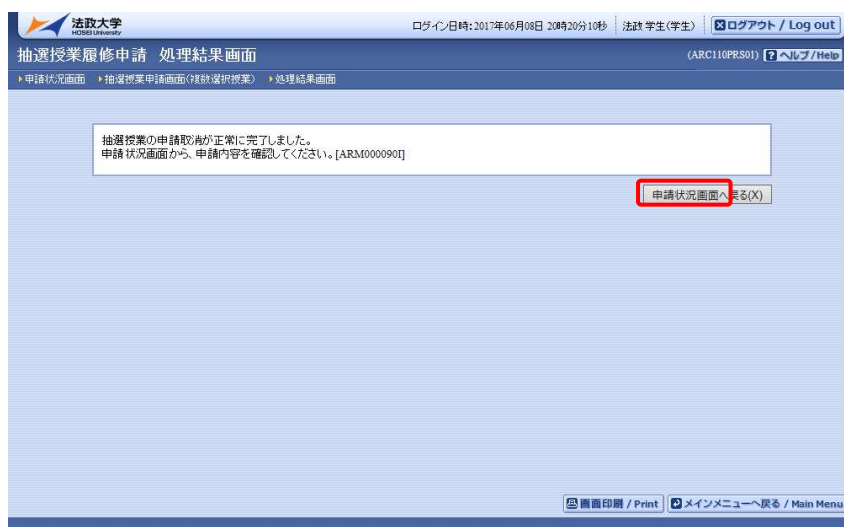 法政大学
HOSEI University
ログイン日時:2017年06月08日 20時20分10秒 法政 学生(学生) ログアウト / Log out
抽選授業履修申請 処理結果画面
(ARC110PRS01) ? ヘルプ/Help
申請状況画面 抽選授業申請画面(複数選択授業) 処理結果画面
抽選授業の申請取消が正常に完了しました。
申請状況画面から、申請内容を確認してください。[ARM000090I]
申請状況画面へ戻る(X)
画面印刷 / Print メインメニューへ戻る / Main Menu